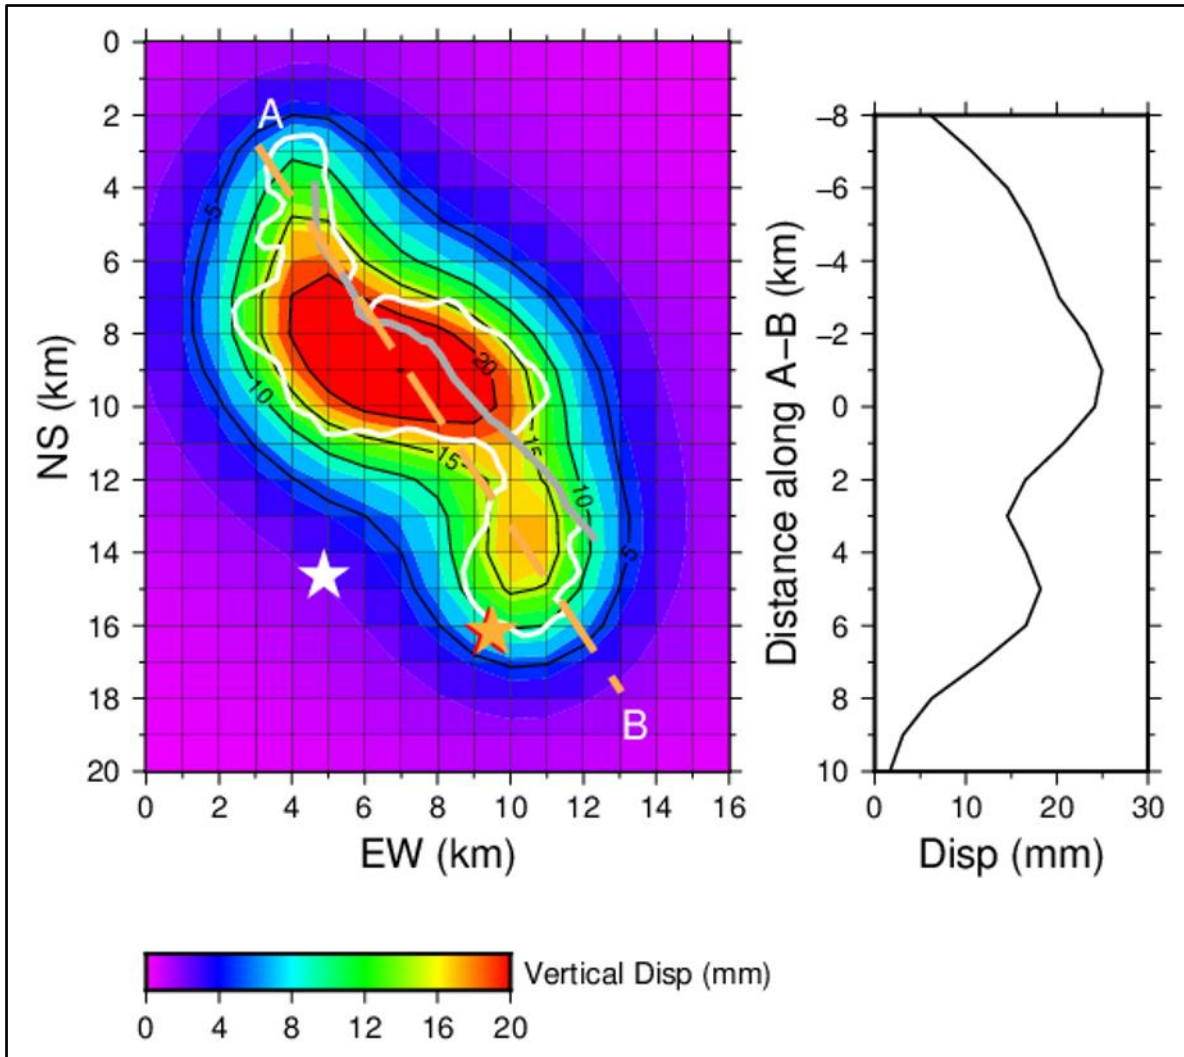 0
2
4
6
8
10
12
14
16
18
20
NS (km)
A
5
10
20
15
15
10
5
B
0 2 4 6 8 10 12 14 16
EW (km)
−8
−6
−4
−2
0
2
4
6
8
10
Distance along A−B (km)
0 10 20 30
Disp (mm)
Vertical Disp (mm)
0 4 8 12 16 20